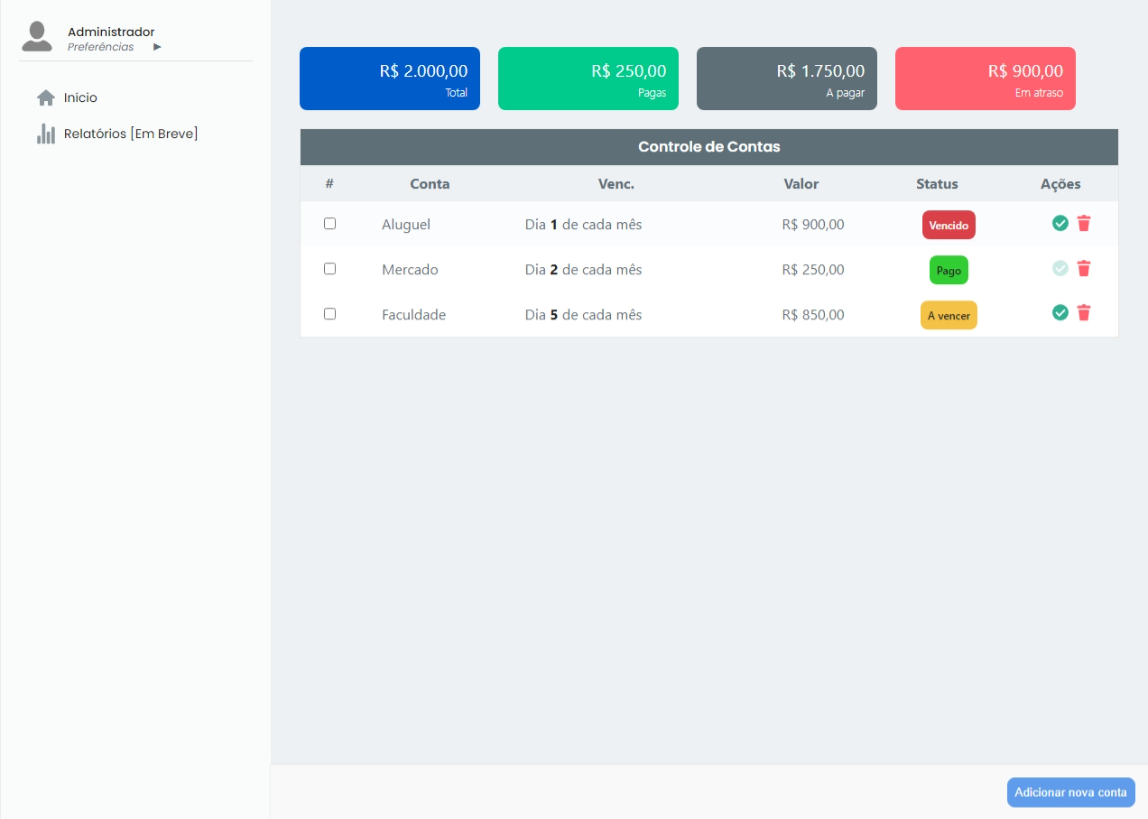 Administrador
Preferências
Início
Relatórios [Em Breve]
R$ 2.000,00
Total
R$ 250,00
Pagas
R$ 1.750,00
A pagar
R$ 900,00
Em atraso
Controle de Contas
# Conta Venc. Valor Status Ações
Aluguel Dia 1 de cada mês R$ 900,00 Vencido
Mercado Dia 2 de cada mês R$ 250,00 Pago
Faculdade Dia 5 de cada mês R$ 850,00 A vencer
Adicionar nova conta